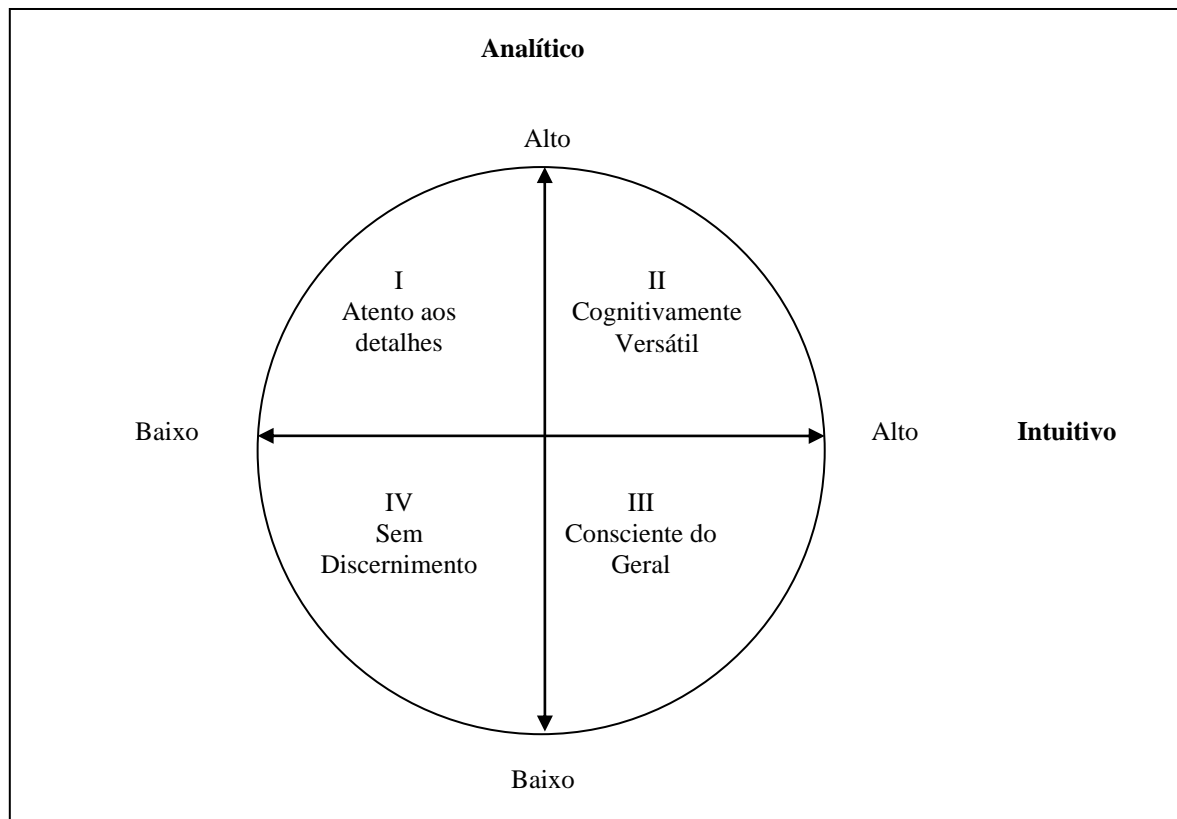 Analítico
Alto
I
Atento aos
detalhes
II
Cognitivamente
Versátil
Baixo
Alto
Intuitivo
IV
Sem
Discernimento
III
Consciente do
Geral
Baixo